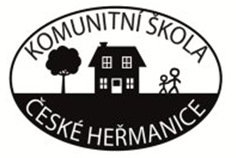 KOMUNITNÍ ŠKOLA
ČESKÉ HEŘMANICE